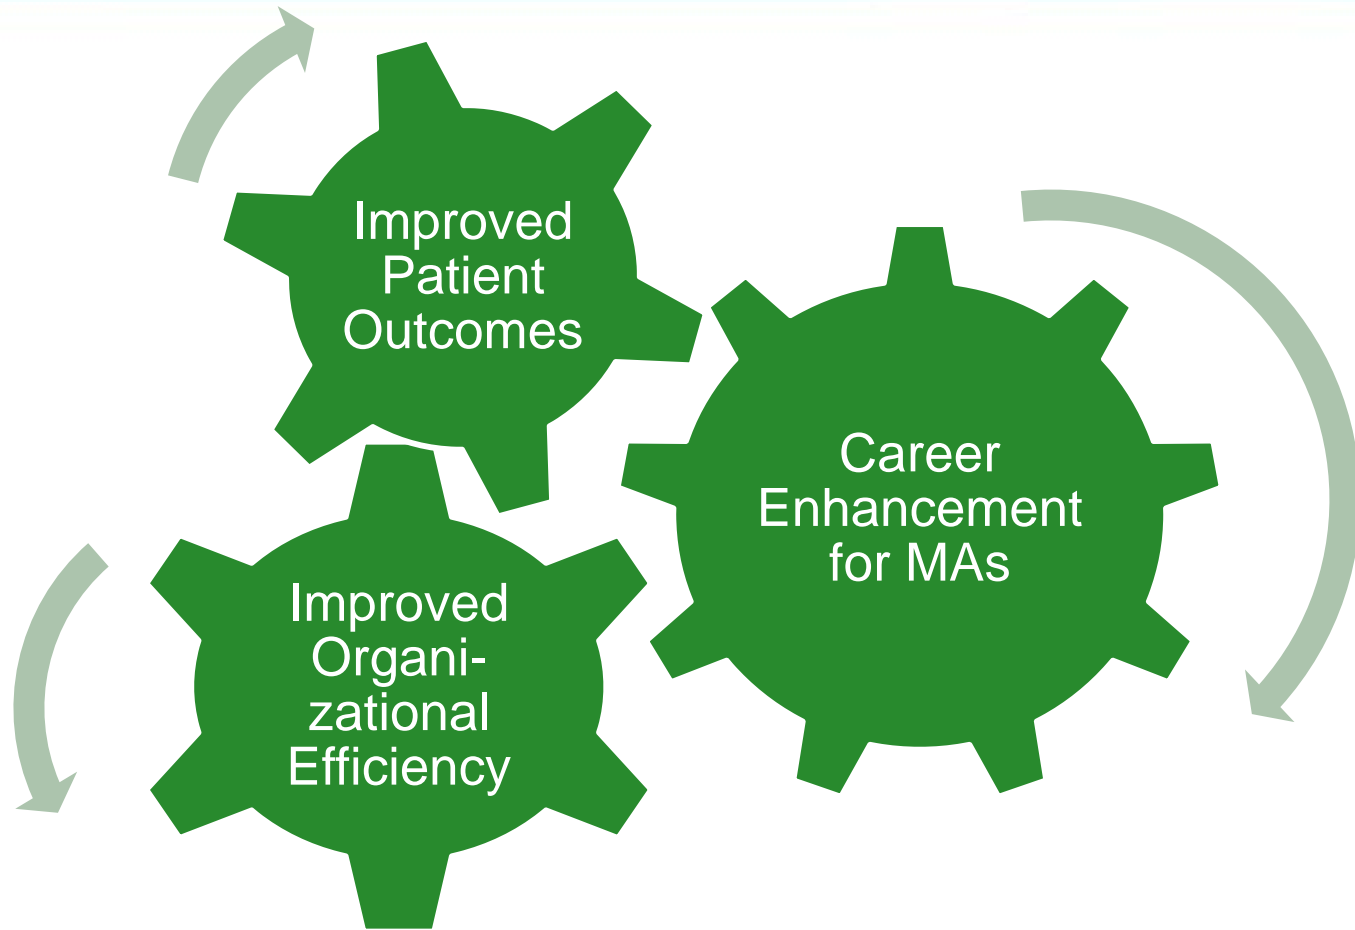 Improved
Patient
Outcomes
Career
Enhancement
for MAs
Improved
Organi-
zational
Efficiency